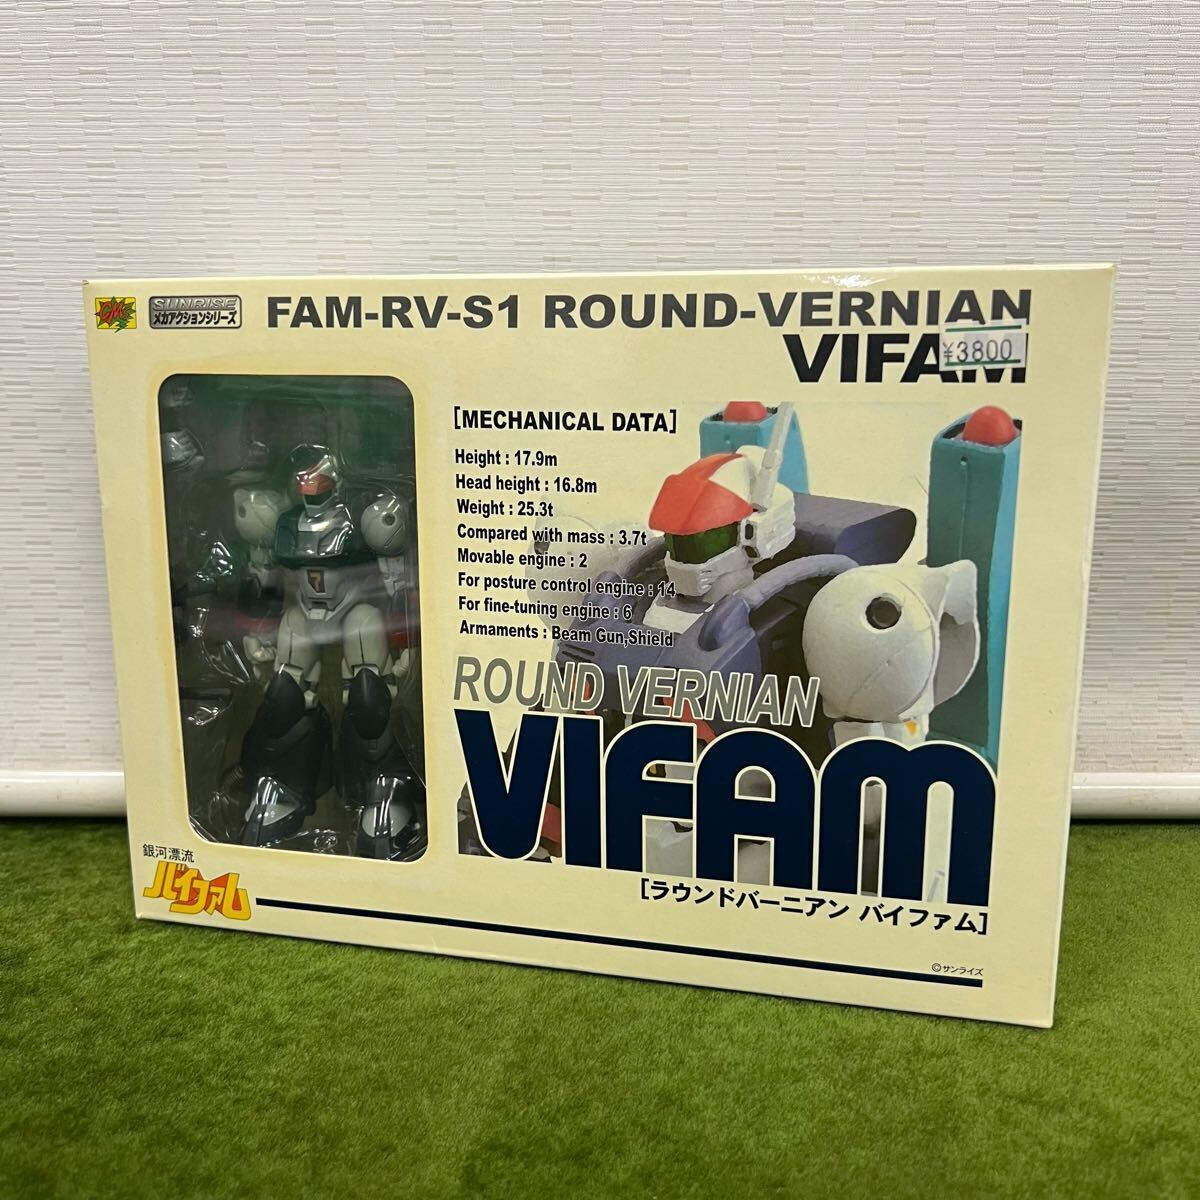 CM's
SUNRISE
メカアクションシリーズ
FAM-RV-S1 ROUND-VERNIAN
VIFAM
¥3800
[MECHANICAL DATA]
Height : 17.9m
Head height : 16.8m
Weight : 25.3t
Compared with mass : 3.7t
Movable engine : 2
For posture control engine : 14
For fine-tuning engine : 6
Armaments : Beam Gun,Shield
ROUND VERNIAN
VIFAM
[ラウンドバーニアン バイファム]
銀河漂流
バイファム
©サンライズ